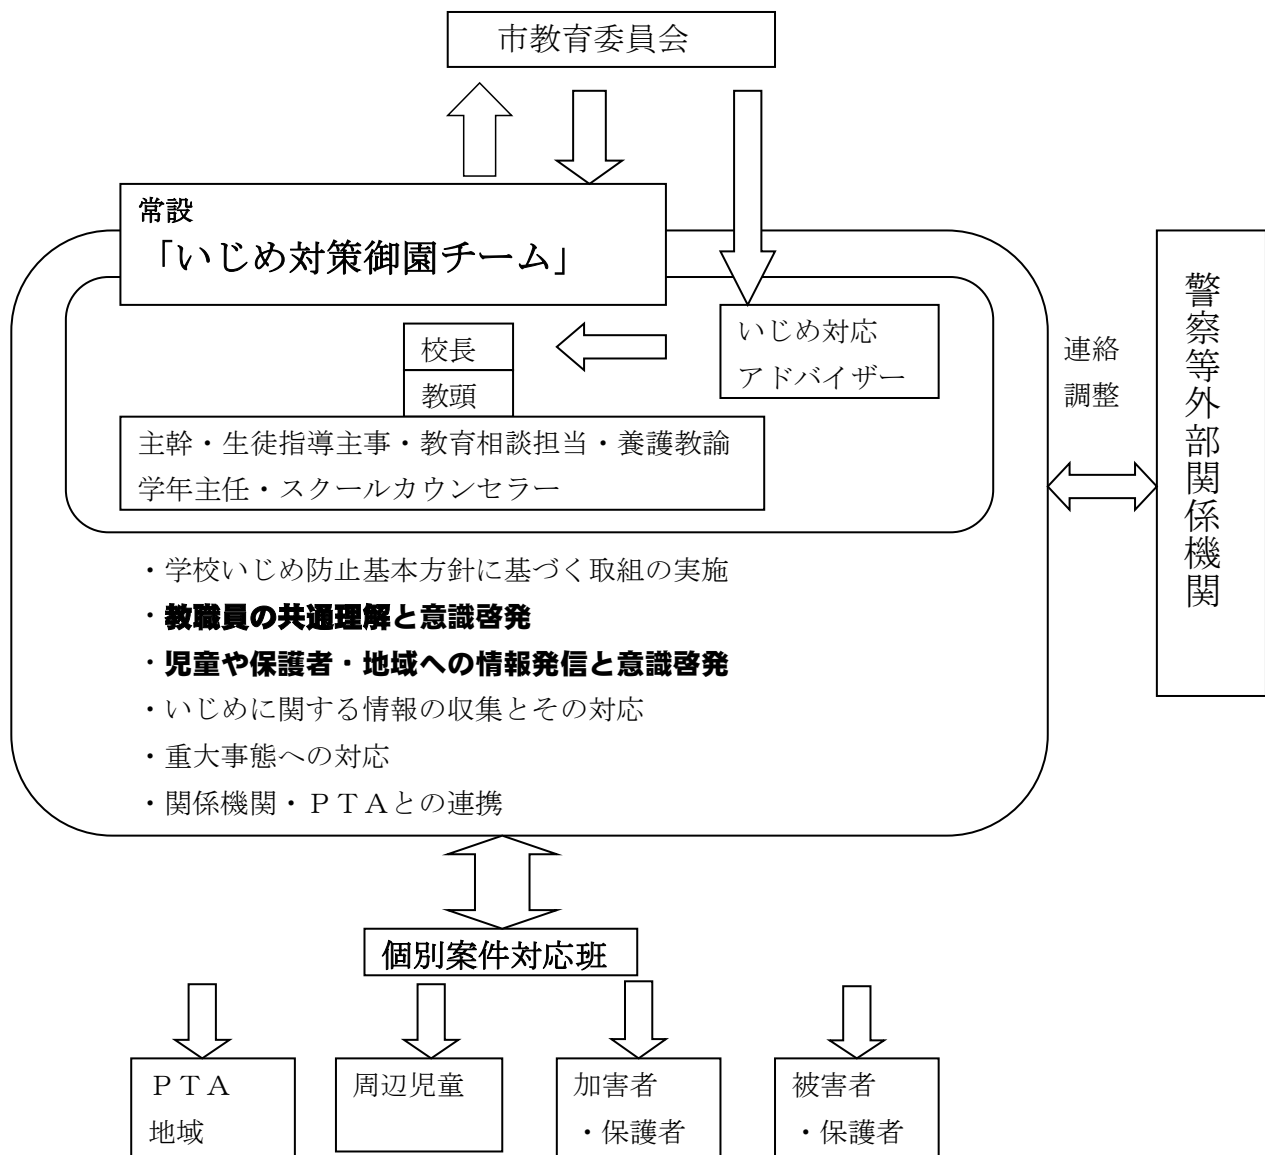 市教育委員会
常設
「いじめ対策御園チーム」
いじめ対応
アドバイザー
校長
教頭
主幹・生徒指導主事・教育相談担当・養護教諭
学年主任・スクールカウンセラー
連絡
調整
警察等外部関係機関
・学校いじめ防止基本方針に基づく取組の実施
・教職員の共通理解と意識啓発
・児童や保護者・地域への情報発信と意識啓発
・いじめに関する情報の収集とその対応
・重大事態への対応
・関係機関・ＰＴＡとの連携
個別案件対応班
ＰＴＡ
地域
周辺児童
加害者
・保護者
被害者
・保護者